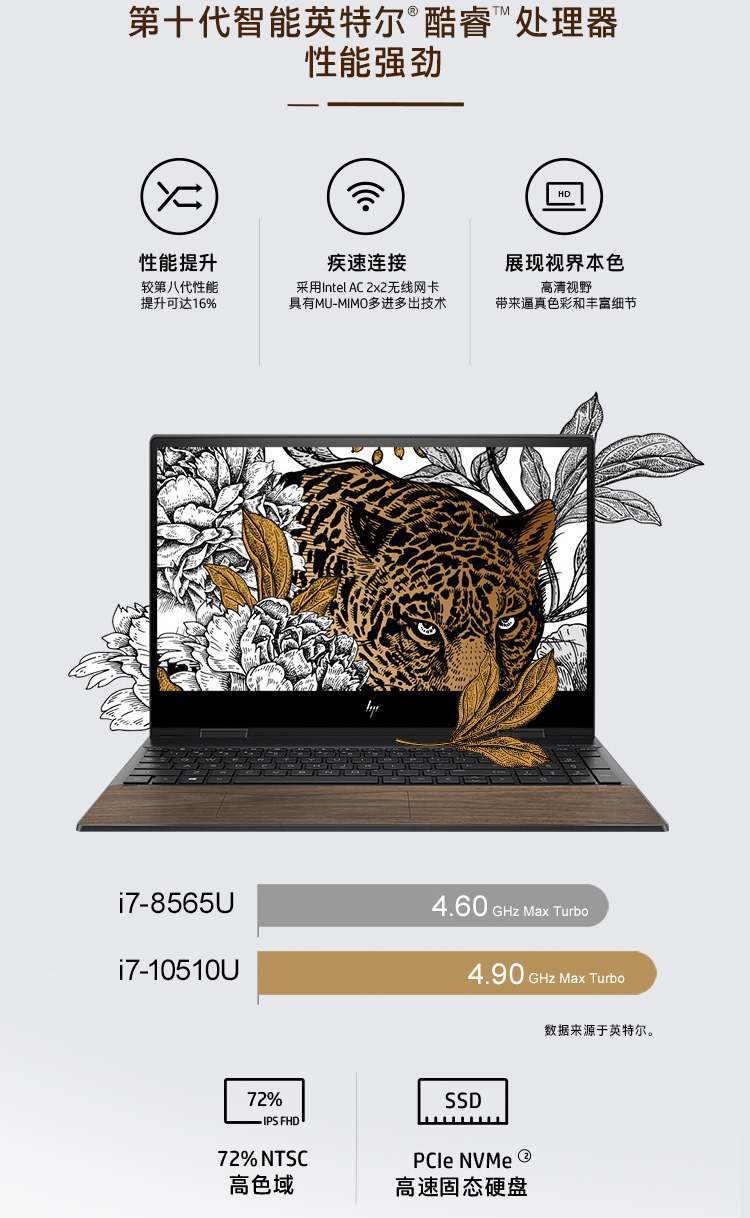 第十代智能英特尔®酷睿™处理器
性能强劲
HD
性能提升
较第八代性能
提升可达16%
疾速连接
采用Intel AC 2x2无线网卡
具有MU-MIMO多进多出技术
展现视界本色
高清视野
带来逼真色彩和丰富细节
hp
i7-8565U
4.60 GHz Max Turbo
i7-10510U
4.90 GHz Max Turbo
数据来源于英特尔。
72%
IPS FHD
72% NTSC
高色域
SSD
PCIe NVMe ②
高速固态硬盘